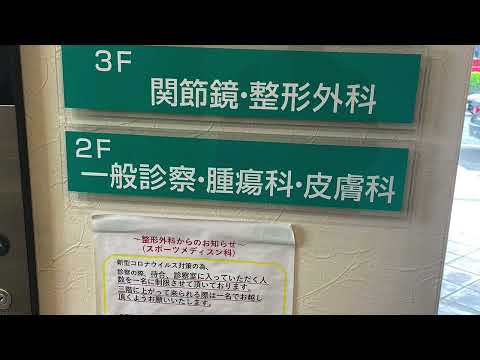 3F
関節鏡・整形外科
2F
一般診察・腫瘍科・皮膚科
～整形外科からのお知らせ～
（スポーツメディスン科）
新型コロナウイルス対策の為、
診察の際、待合、診察室に入っていただく人
数を一名に制限させて頂いております。
三階に上がって来られる際は一名でお越し
頂くようお願いいたします。